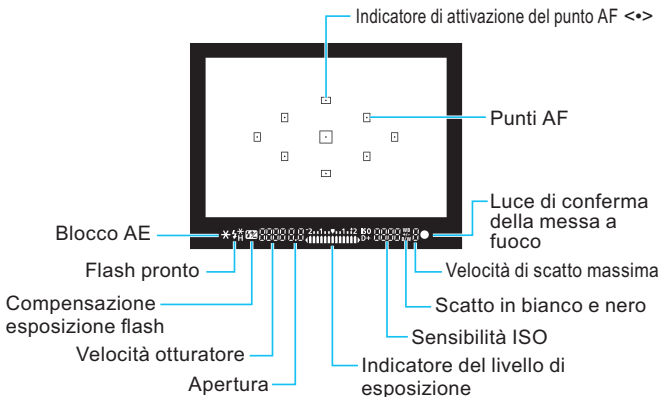 Indicatore di attivazione del punto AF <•>
Punti AF
Luce di conferma
della messa a
fuoco
Blocco AE
Flash pronto
Velocità di scatto massima
Compensazione
esposizione flash
Scatto in bianco e nero
Sensibilità ISO
Velocità otturatore
Indicatore del livello di
esposizione
Apertura